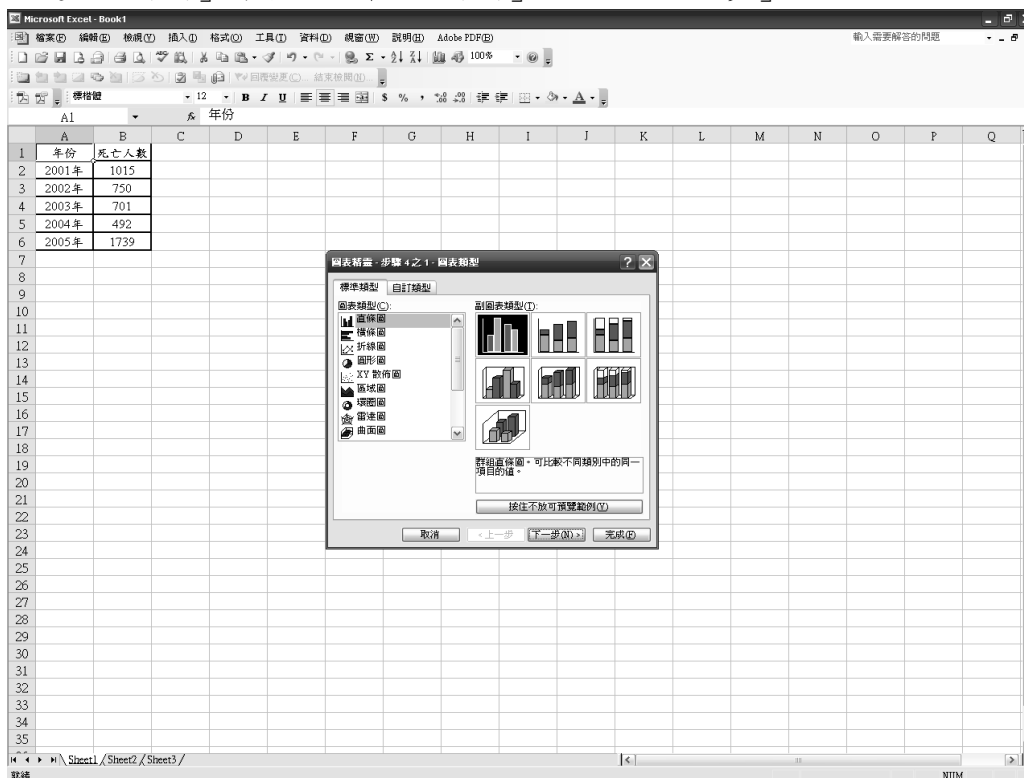 Microsoft Excel - Book1
檔案(F) 編輯(E) 檢視(V) 插入(I) 格式(O) 工具(T) 資料(D) 視窗(W) 說明(H) Adobe PDF(B) 輸入需要解答的問題
100%
回覆變更(C)... 結束檢閱(N)...
標楷體 12 B I U $ %
A1 fx 年份
A B C D E F G H I J K L M N O P Q
1 年份 死亡人數
2 2001年 1015
3 2002年 750
4 2003年 701
5 2004年 492
6 2005年 1739
7
8
9
10
11
12
13
14
15
16
17
18
19
20
21
22
23
24
25
26
27
28
29
30
31
32
33
34
35
圖表精靈 - 步驟 4 之 1 - 圖表類型
標準類型 自訂類型
圖表類型(C): 副圖表類型(T):
直條圖
橫條圖
折線圖
圓形圖
XY 散佈圖
區域圖
環圈圖
雷達圖
曲面圖
群組直條圖。可比較不同類別中的同一
項目的值。
按住不放可預覽範例(V)
取消 <上一步 下一步(N)> 完成(F)
Sheet1 Sheet2 Sheet3
就緒 NUM